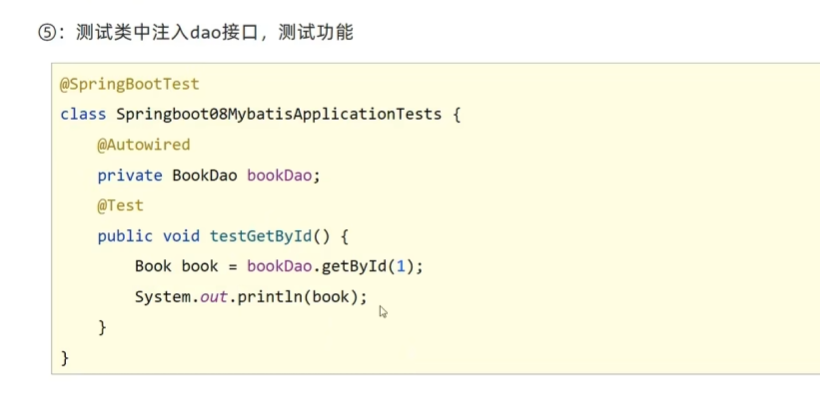 ⑤：测试类中注入dao接口，测试功能
@SpringBootTest
class Springboot08MybatisApplicationTests {
    @Autowired
    private BookDao bookDao;
    @Test
    public void testGetById() {
        Book book = bookDao.getById(1);
        System.out.println(book);
    }
}